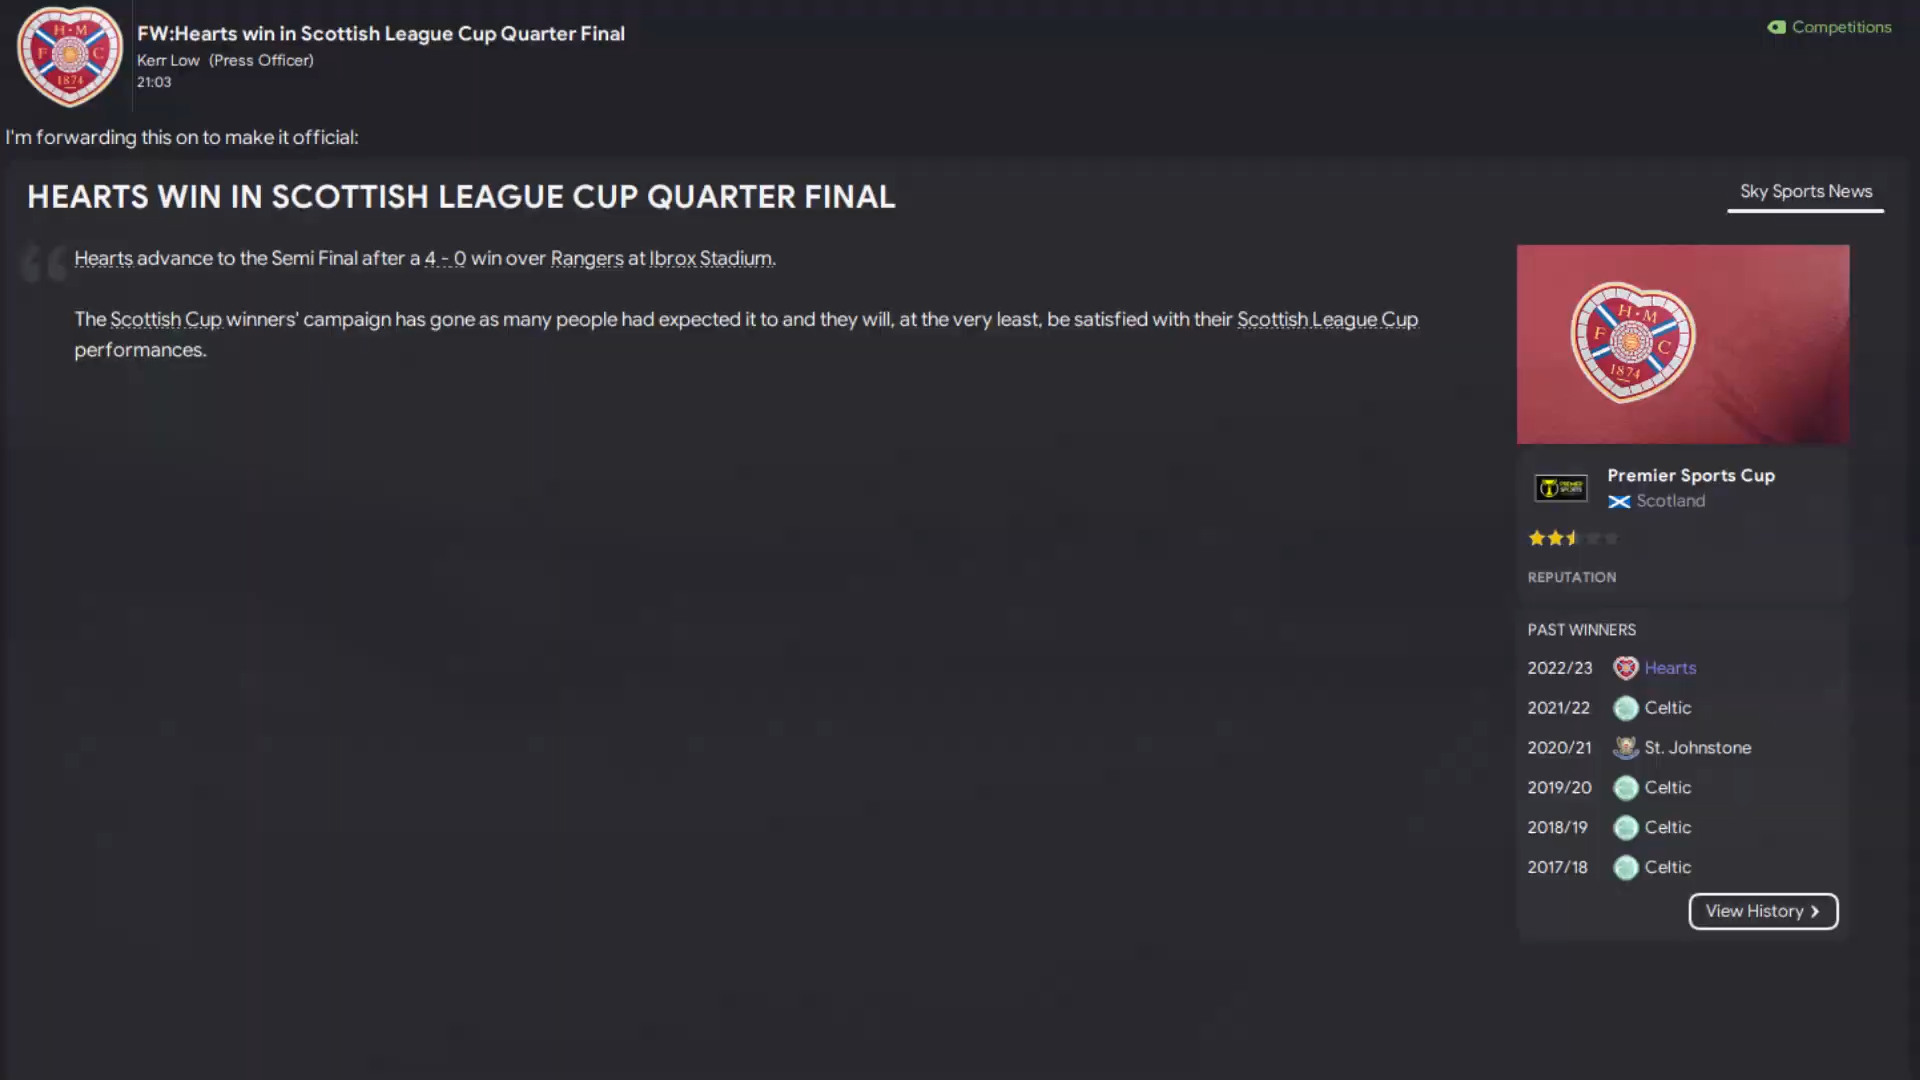 FW:Hearts win in Scottish League Cup Quarter Final
Kerr Low (Press Officer)
21:03
Competitions
I'm forwarding this on to make it official:
HEARTS WIN IN SCOTTISH LEAGUE CUP QUARTER FINAL
Sky Sports News
Hearts advance to the Semi Final after a 4 - 0 win over Rangers at Ibrox Stadium.
The Scottish Cup winners' campaign has gone as many people had expected it to and they will, at the very least, be satisfied with their Scottish League Cup
performances.
H M
F C
1874
Premier Sports Cup
Scotland
REPUTATION
PAST WINNERS
2022/23 Hearts
2021/22 Celtic
2020/21 St. Johnstone
2019/20 Celtic
2018/19 Celtic
2017/18 Celtic
View History